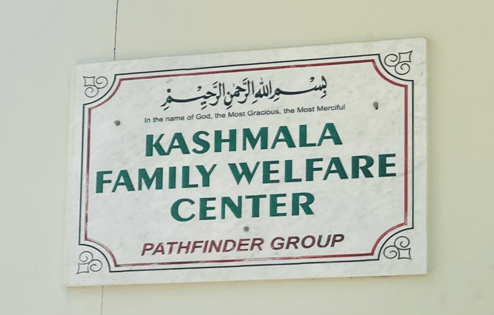 بِسْمِ اللهِ الرَّحْمٰنِ الرَّحِيْمِ
In the name of God, the Most Gracious, the Most Merciful
KASHMALA
FAMILY WELFARE
CENTER
PATHFINDER GROUP